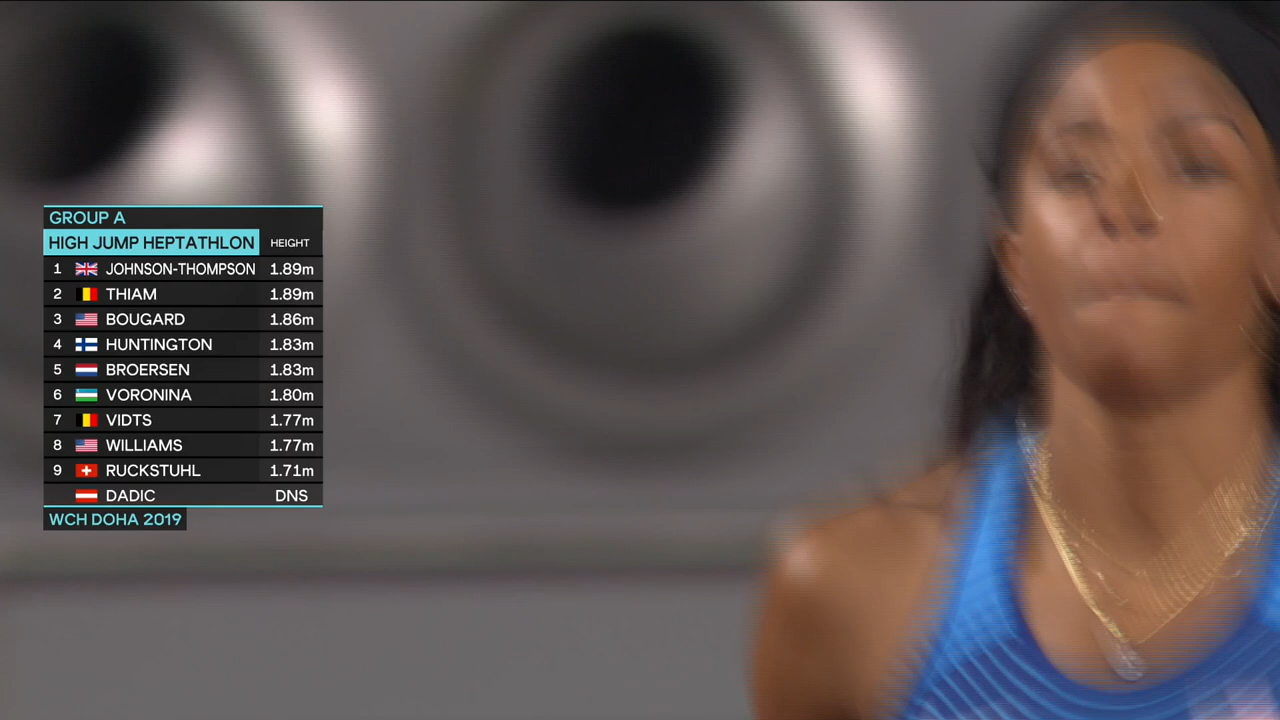 GROUP A
HIGH JUMP HEPTATHLON HEIGHT
1 JOHNSON-THOMPSON 1.89m
2 THIAM 1.89m
3 BOUGARD 1.86m
4 HUNTINGTON 1.83m
5 BROERSEN 1.83m
6 VORONINA 1.80m
7 VIDTS 1.77m
8 WILLIAMS 1.77m
9 RUCKSTUHL 1.71m
DADIC DNS
WCH DOHA 2019